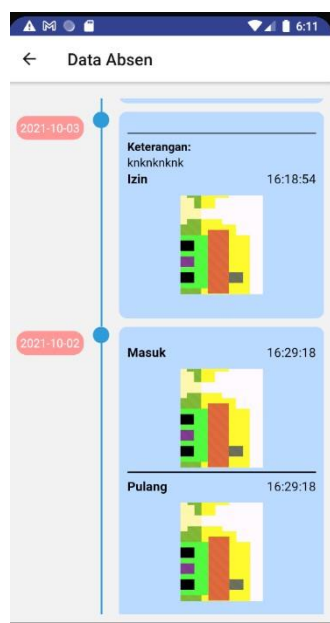 6:11
Data Absen
2021-10-03
Keterangan:
knknknknk
Izin 16:18:54
2021-10-02
Masuk 16:29:18
Pulang 16:29:18